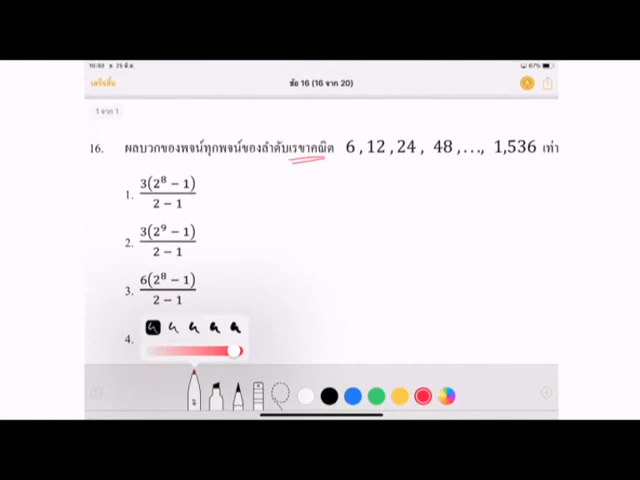 เสร็จสิ้น
ข้อ 16 (16 จาก 20)
67%
1 จาก 1
16. ผลบวกของพจน์ทุกพจน์ของลำดับเรขาคณิต 6 , 12 , 24 , 48 , …, 1,536 เท่า
1. 3(2⁸ − 1)
2 − 1
2. 3(2⁹ − 1)
2 − 1
3. 6(2⁸ − 1)
2 − 1
4.